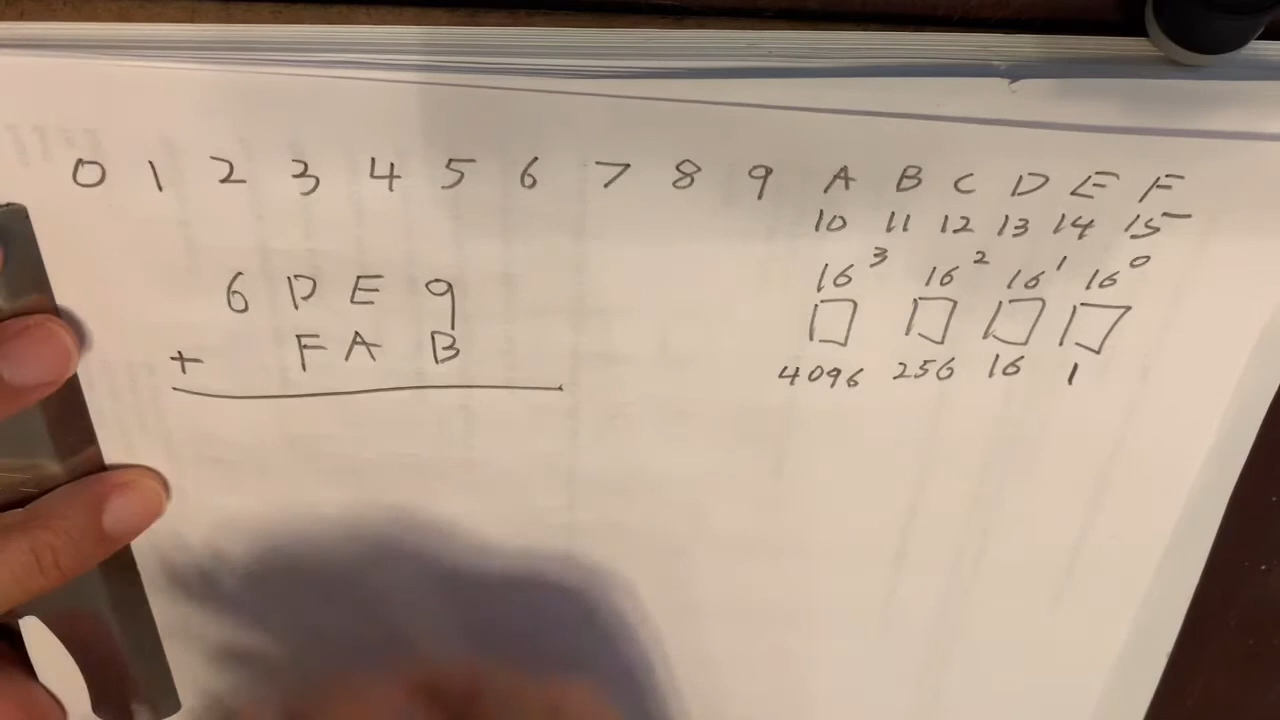 0 1 2 3 4 5 6 7 8 9 A B C D E F
10 11 12 13 14 15
16³ 16² 16¹ 16⁰
6 D E 9
+ F A B
4096 256 16 1